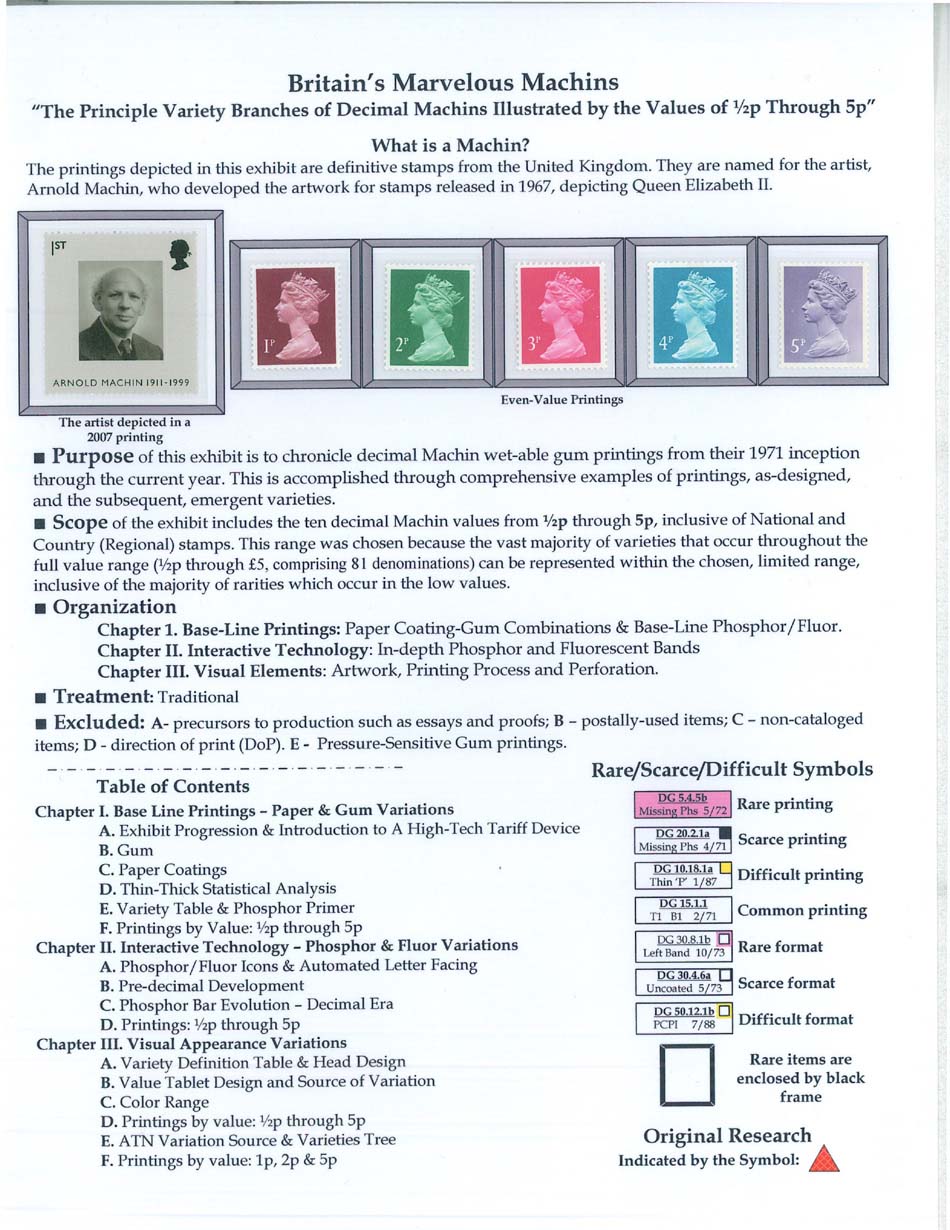 Britain's Marvelous Machins
"The Principle Variety Branches of Decimal Machins Illustrated by the Values of ½p Through 5p"
What is a Machin?
The printings depicted in this exhibit are definitive stamps from the United Kingdom. They are named for the artist,
Arnold Machin, who developed the artwork for stamps released in 1967, depicting Queen Elizabeth II.
1ST
ARNOLD MACHIN 1911-1999
1P
2P
3P
4P
5P
The artist depicted in a
2007 printing
Even-Value Printings
■ Purpose of this exhibit is to chronicle decimal Machin wet-able gum printings from their 1971 inception
through the current year. This is accomplished through comprehensive examples of printings, as-designed,
and the subsequent, emergent varieties.
■ Scope of the exhibit includes the ten decimal Machin values from ½p through 5p, inclusive of National and
Country (Regional) stamps. This range was chosen because the vast majority of varieties that occur throughout the
full value range (½p through £5, comprising 81 denominations) can be represented within the chosen, limited range,
inclusive of the majority of rarities which occur in the low values.
■ Organization
Chapter 1. Base-Line Printings: Paper Coating-Gum Combinations & Base-Line Phosphor/Fluor.
Chapter II. Interactive Technology: In-depth Phosphor and Fluorescent Bands
Chapter III. Visual Elements: Artwork, Printing Process and Perforation.
■ Treatment: Traditional
■ Excluded: A- precursors to production such as essays and proofs; B – postally-used items; C – non-cataloged
items; D - direction of print (DoP). E - Pressure-Sensitive Gum printings.
Table of Contents
Chapter I. Base Line Printings – Paper & Gum Variations
A. Exhibit Progression & Introduction to A High-Tech Tariff Device
B. Gum
C. Paper Coatings
D. Thin-Thick Statistical Analysis
E. Variety Table & Phosphor Primer
F. Printings by Value: ½p through 5p
Chapter II. Interactive Technology – Phosphor & Fluor Variations
A. Phosphor/Fluor Icons & Automated Letter Facing
B. Pre-decimal Development
C. Phosphor Bar Evolution – Decimal Era
D. Printings: ½p through 5p
Chapter III. Visual Appearance Variations
A. Variety Definition Table & Head Design
B. Value Tablet Design and Source of Variation
C. Color Range
D. Printings by value: ½p through 5p
E. ATN Variation Source & Varieties Tree
F. Printings by value: 1p, 2p & 5p
Rare/Scarce/Difficult Symbols
DG 5.4.5b
Missing Phs 5/72
Rare printing
DG 20.2.1a
Missing Phs 4/71
Scarce printing
DG 10.18.1a
Thin 'P' 1/87
Difficult printing
DG 15.1.1
T1 B1 2/71
Common printing
DG 30.8.1b
Left Band 10/73
Rare format
DG 30.4.6a
Uncoated 5/73
Scarce format
DG 50.12.1b
PCPI 7/88
Difficult format
Rare items are
enclosed by black
frame
Original Research
Indicated by the Symbol: